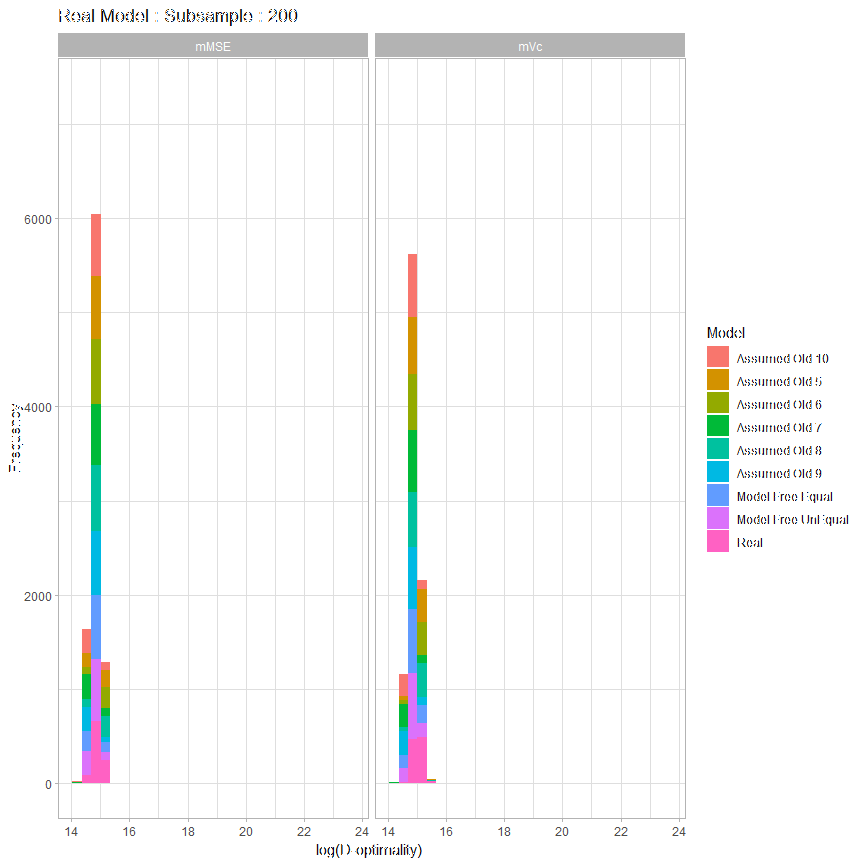 Real Model : Subsample : 200
mMSE
mVc
6000
4000
2000
0
Frequency
14 16 18 20 22 24
14 16 18 20 22 24
log(D-optimality)
Model
Assumed Old 10
Assumed Old 5
Assumed Old 6
Assumed Old 7
Assumed Old 8
Assumed Old 9
Model Free Equal
Model Free UnEqual
Real